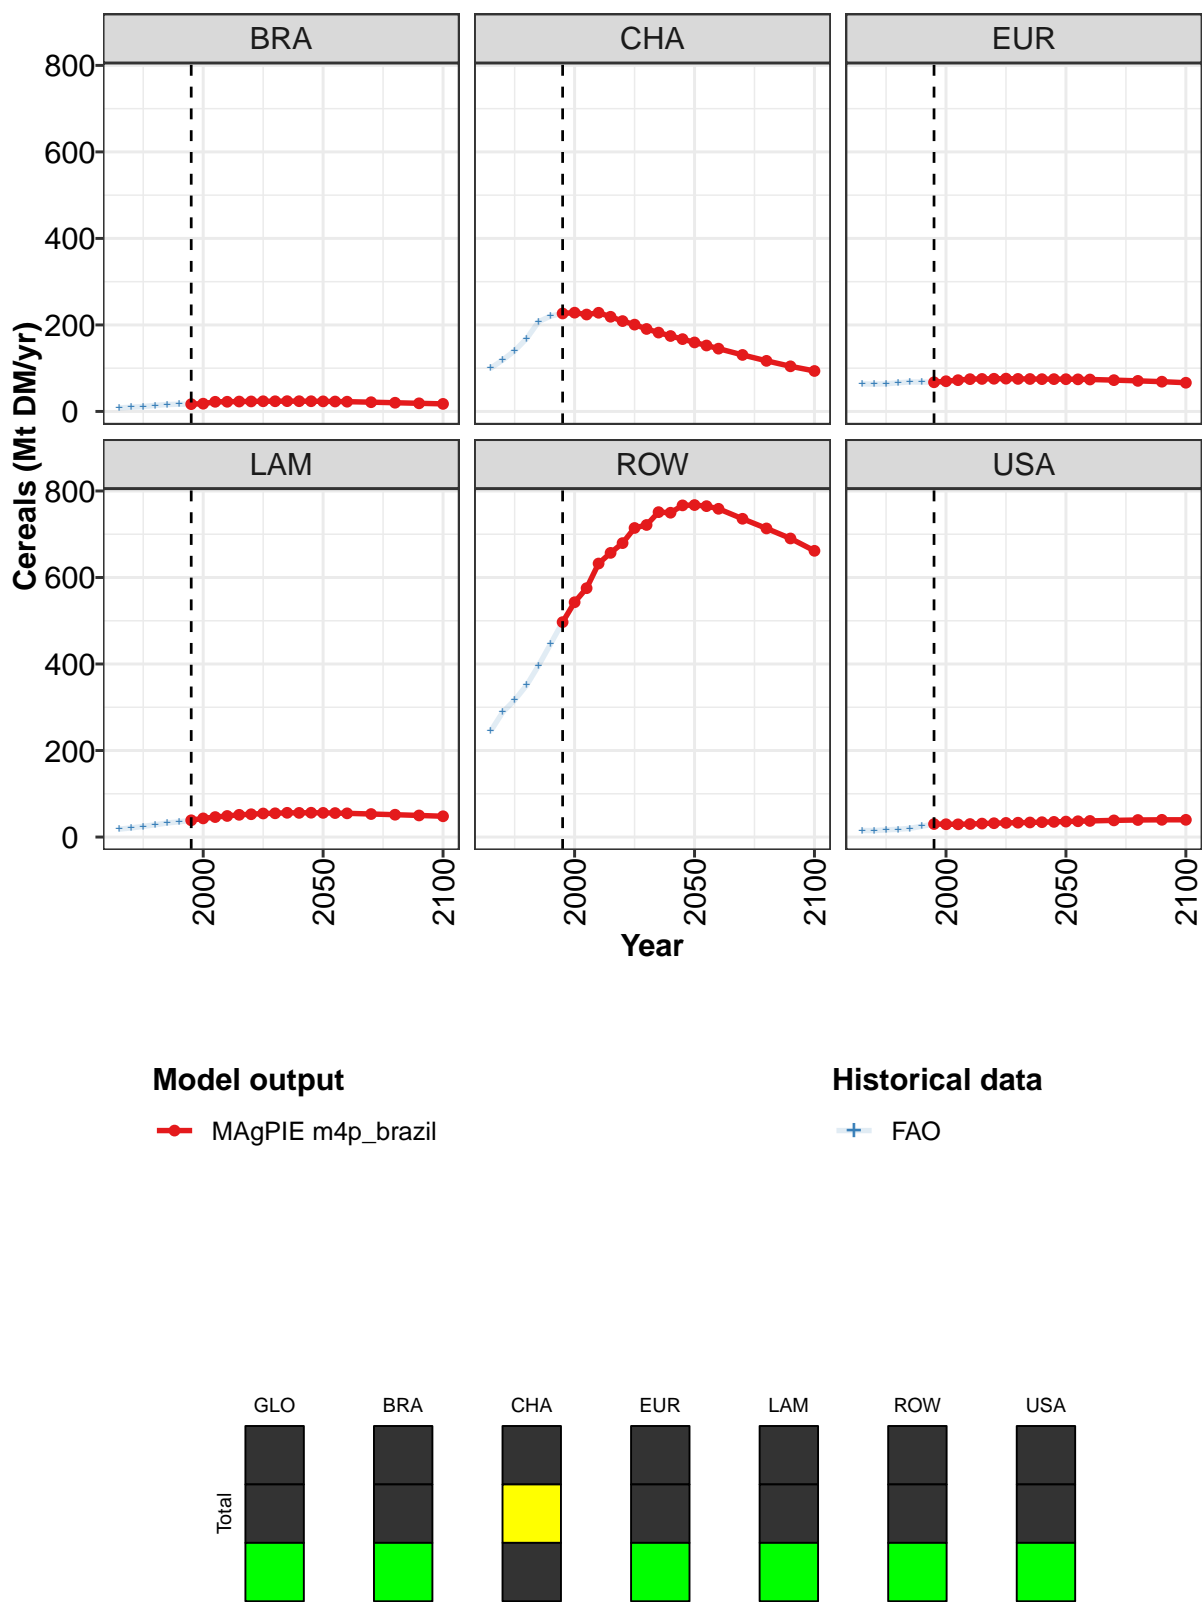 BRA CHA EUR
800
600
400
200
0
LAM ROW USA
800
600
400
200
0
Cereals (Mt DM/yr)
2000 2050 2100 2000 2050 2100 2000 2050 2100
Year
Model output Historical data
MAgPIE m4p_brazil FAO
GLO BRA CHA EUR LAM ROW USA
Total